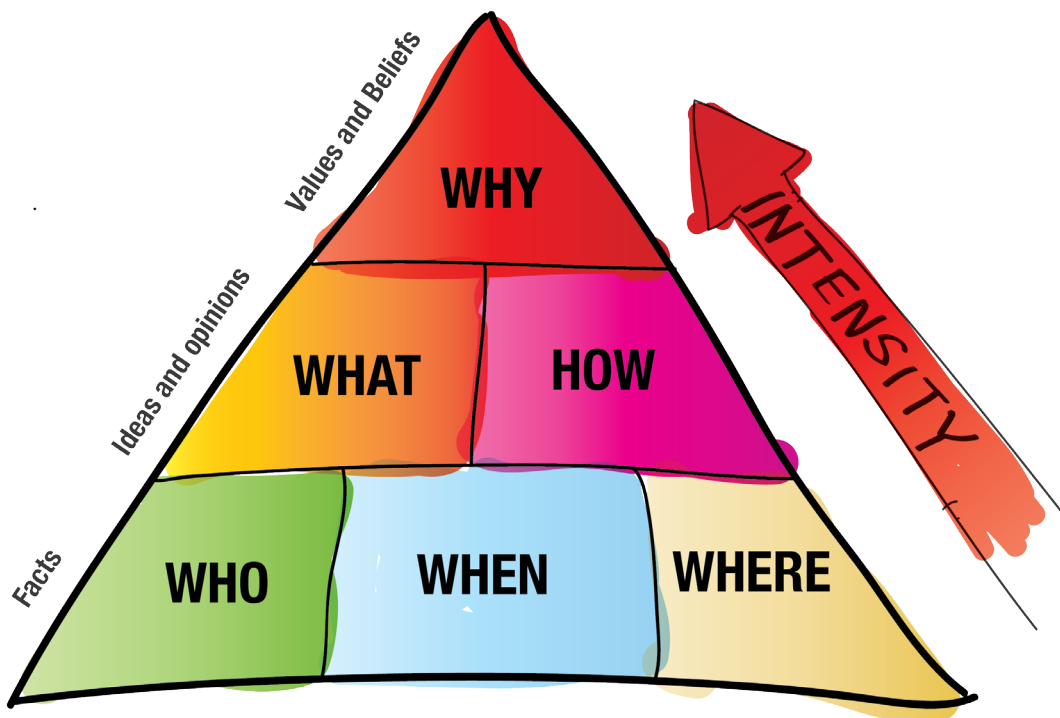 Values and Beliefs
WHY
INTENSITY
Ideas and opinions
WHAT
HOW
Facts
WHO
WHEN
WHERE